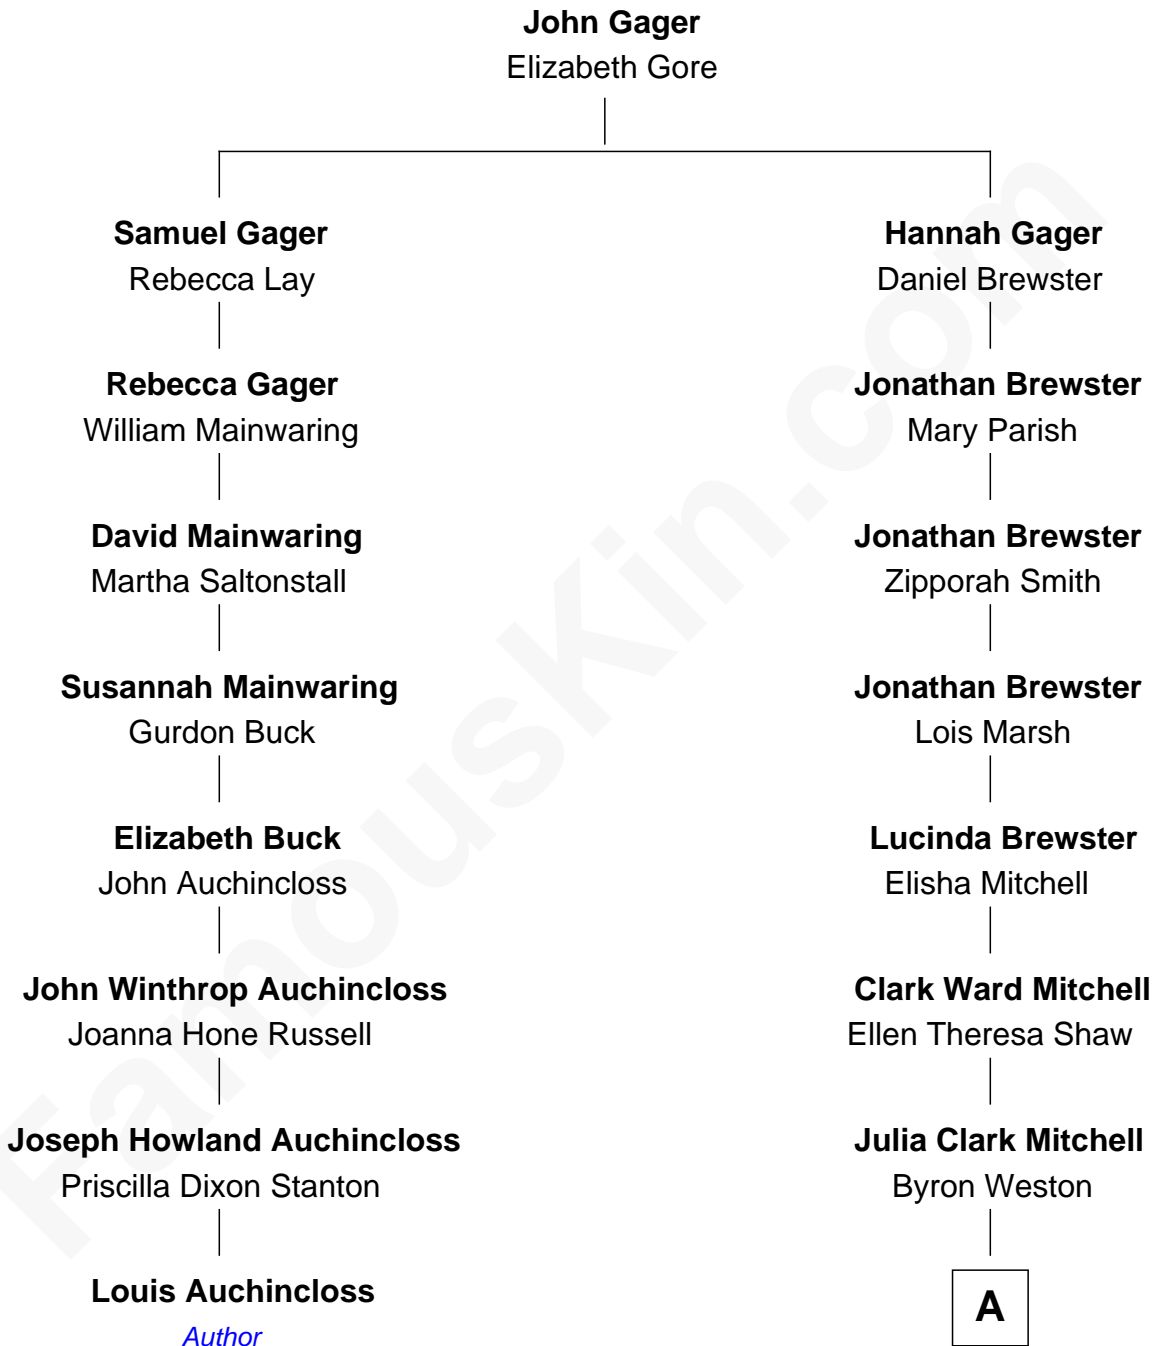 John Gager
Elizabeth Gore
Samuel Gager
Rebecca Lay
Hannah Gager
Daniel Brewster
Rebecca Gager
William Mainwaring
Jonathan Brewster
Mary Parish
David Mainwaring
Martha Saltonstall
Jonathan Brewster
Zipporah Smith
Susannah Mainwaring
Gurdon Buck
Jonathan Brewster
Lois Marsh
Elizabeth Buck
John Auchincloss
Lucinda Brewster
Elisha Mitchell
John Winthrop Auchincloss
Joanna Hone Russell
Clark Ward Mitchell
Ellen Theresa Shaw
Joseph Howland Auchincloss
Priscilla Dixon Stanton
Julia Clark Mitchell
Byron Weston
Louis Auchincloss
Author
A
FamousKin.com